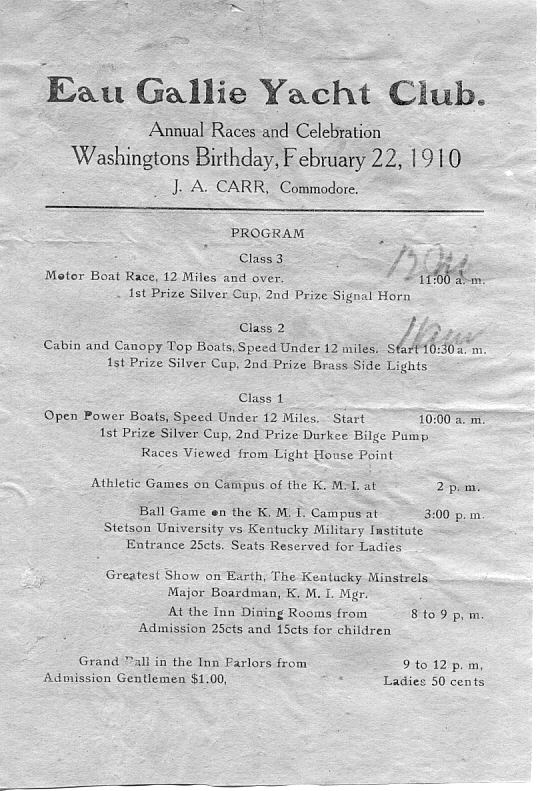 Eau Gallie Yacht Club.
Annual Races and Celebration
Washingtons Birthday, February 22, 1910
J. A. CARR, Commodore.
PROGRAM
Class 3
Motor Boat Race, 12 Miles and over. 11:00 a. m.
1st Prize Silver Cup, 2nd Prize Signal Horn
Class 2
Cabin and Canopy Top Boats, Speed Under 12 miles. Start 10:30 a. m.
1st Prize Silver Cup, 2nd Prize Brass Side Lights
Class 1
Open Power Boats, Speed Under 12 Miles. Start 10:00 a. m.
1st Prize Silver Cup, 2nd Prize Durkee Bilge Pump
Races Viewed from Light House Point
Athletic Games on Campus of the K. M. I. at 2 p. m.
Ball Game on the K. M. I. Campus at 3:00 p. m.
Stetson University vs Kentucky Military Institute
Entrance 25cts. Seats Reserved for Ladies
Greatest Show on Earth, The Kentucky Minstrels
Major Boardman, K. M. I. Mgr.
At the Inn Dining Rooms from 8 to 9 p, m.
Admission 25cts and 15cts for children
Grand Ball in the Inn Parlors from 9 to 12 p. m,
Admission Gentlemen $1.00, Ladies 50 cents